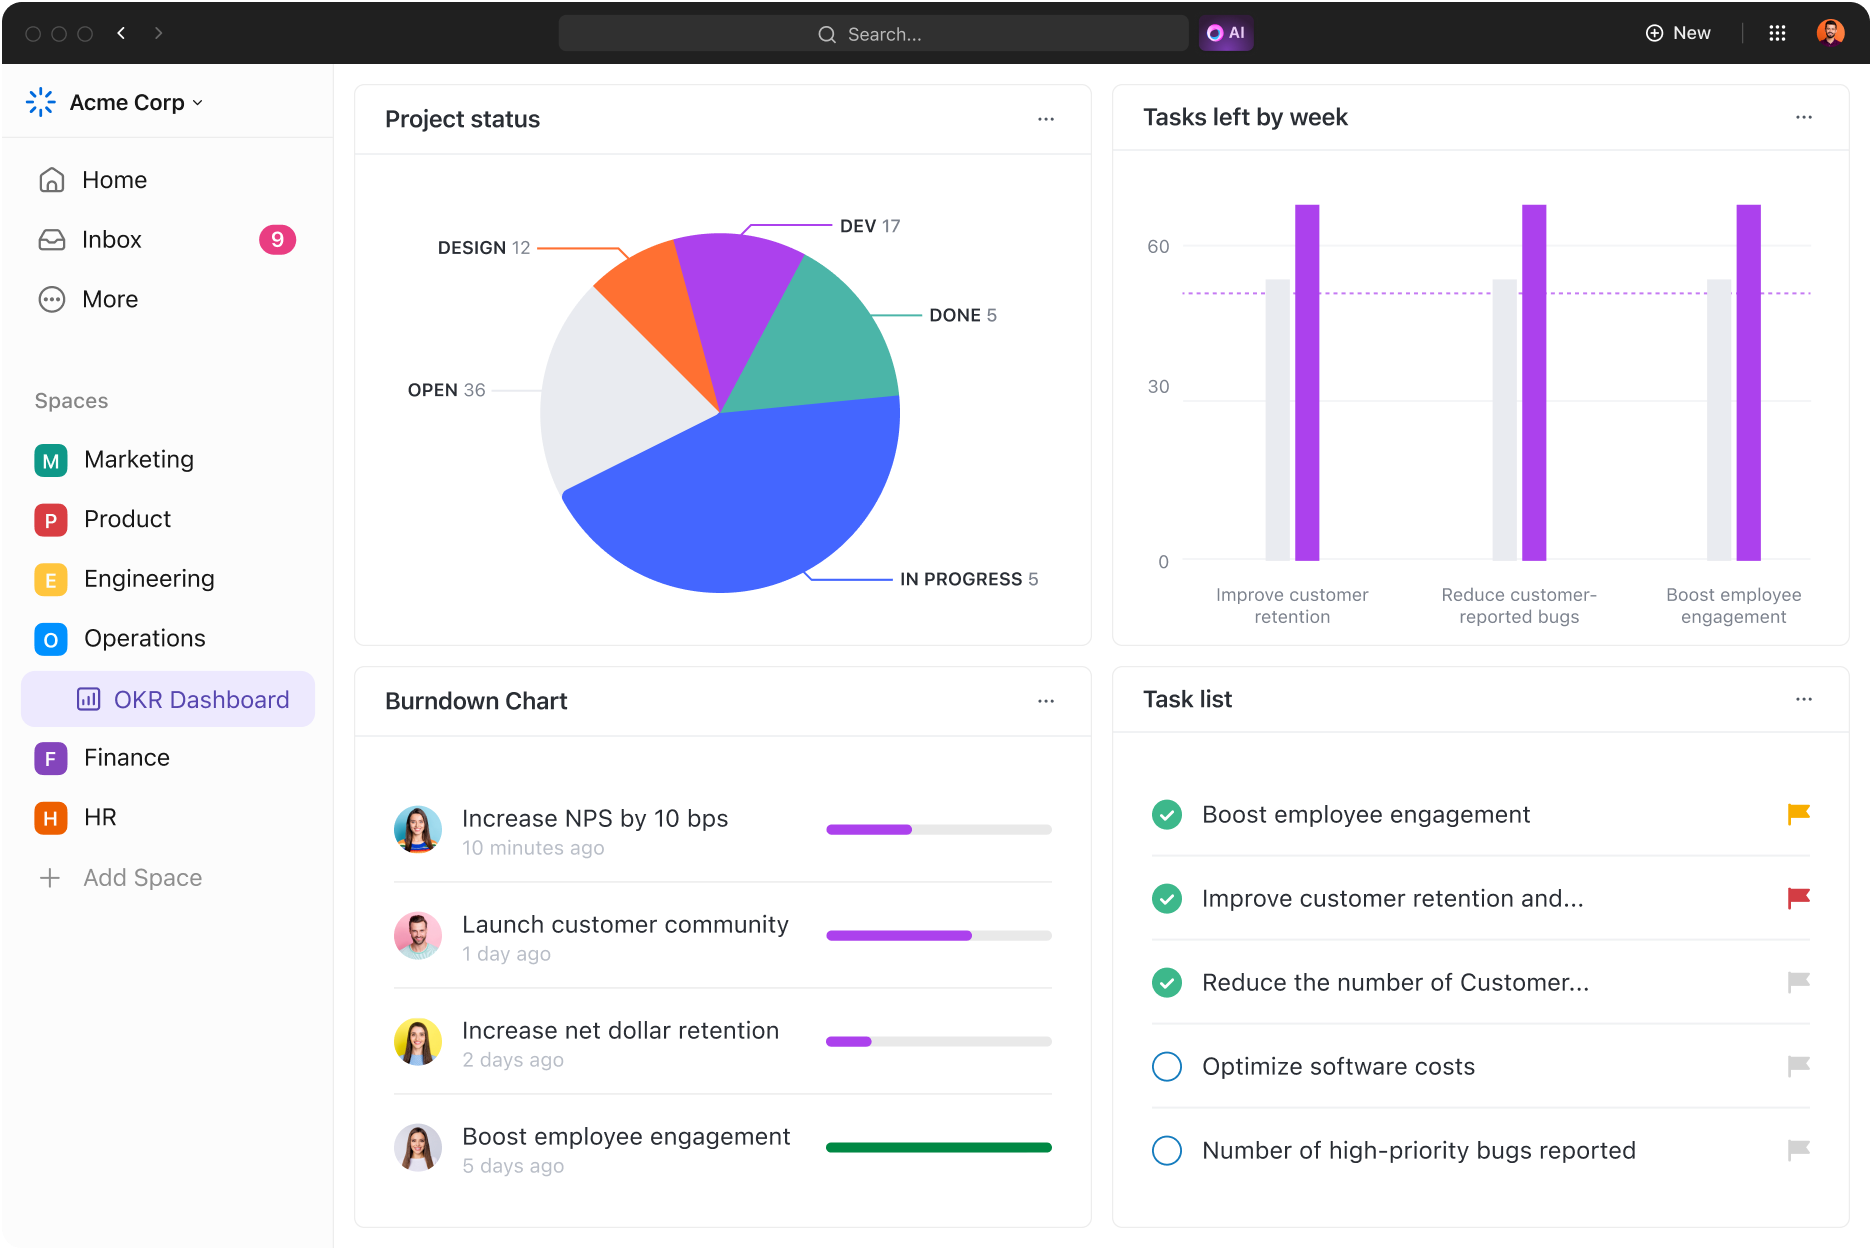 Search...
AI
New
Acme Corp
Home
Inbox 9
More
Spaces
M Marketing
P Product
E Engineering
O Operations
OKR Dashboard
F Finance
H HR
Add Space
Project status
DEV 17
DESIGN 12
DONE 5
OPEN 36
IN PROGRESS 5
Tasks left by week
60
30
0
Improve customer
retention
Reduce customer-
reported bugs
Boost employee
engagement
Burndown Chart
Increase NPS by 10 bps
10 minutes ago
Launch customer community
1 day ago
Increase net dollar retention
2 days ago
Boost employee engagement
5 days ago
Task list
Boost employee engagement
Improve customer retention and...
Reduce the number of Customer...
Optimize software costs
Number of high-priority bugs reported